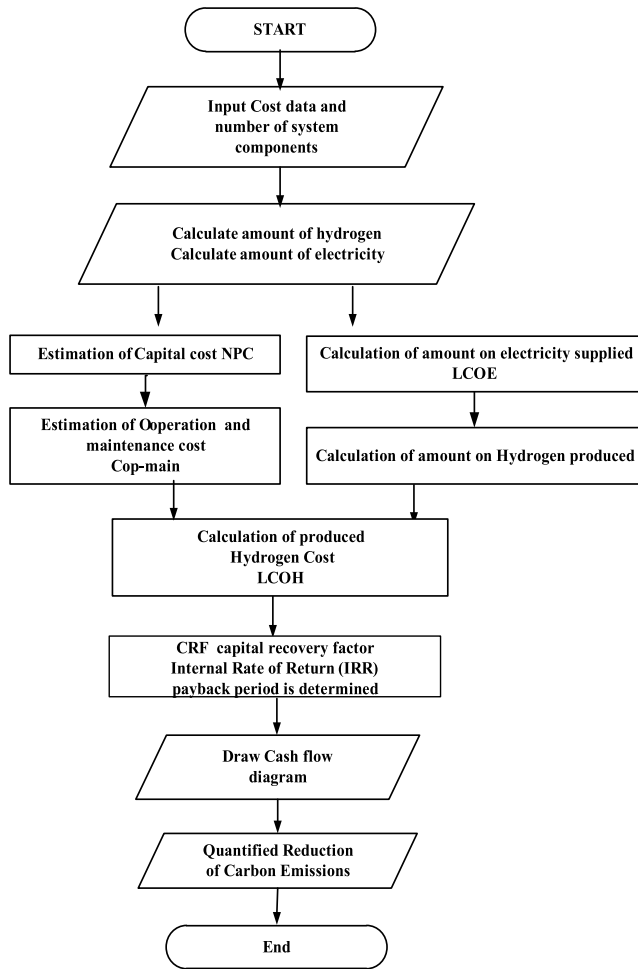 START
Input Cost data and
number of system
components
Calculate amount of hydrogen
Calculate amount of electricity
Estimation of Capital cost NPC
Calculation of amount on electricity supplied
LCOE
Estimation of Ooperation and
maintenance cost
Cop-main
Calculation of amount on Hydrogen produced
Calculation of produced
Hydrogen Cost
LCOH
CRF capital recovery factor
Internal Rate of Return (IRR)
payback period is determined
Draw Cash flow
diagram
Quantified Reduction
of Carbon Emissions
End